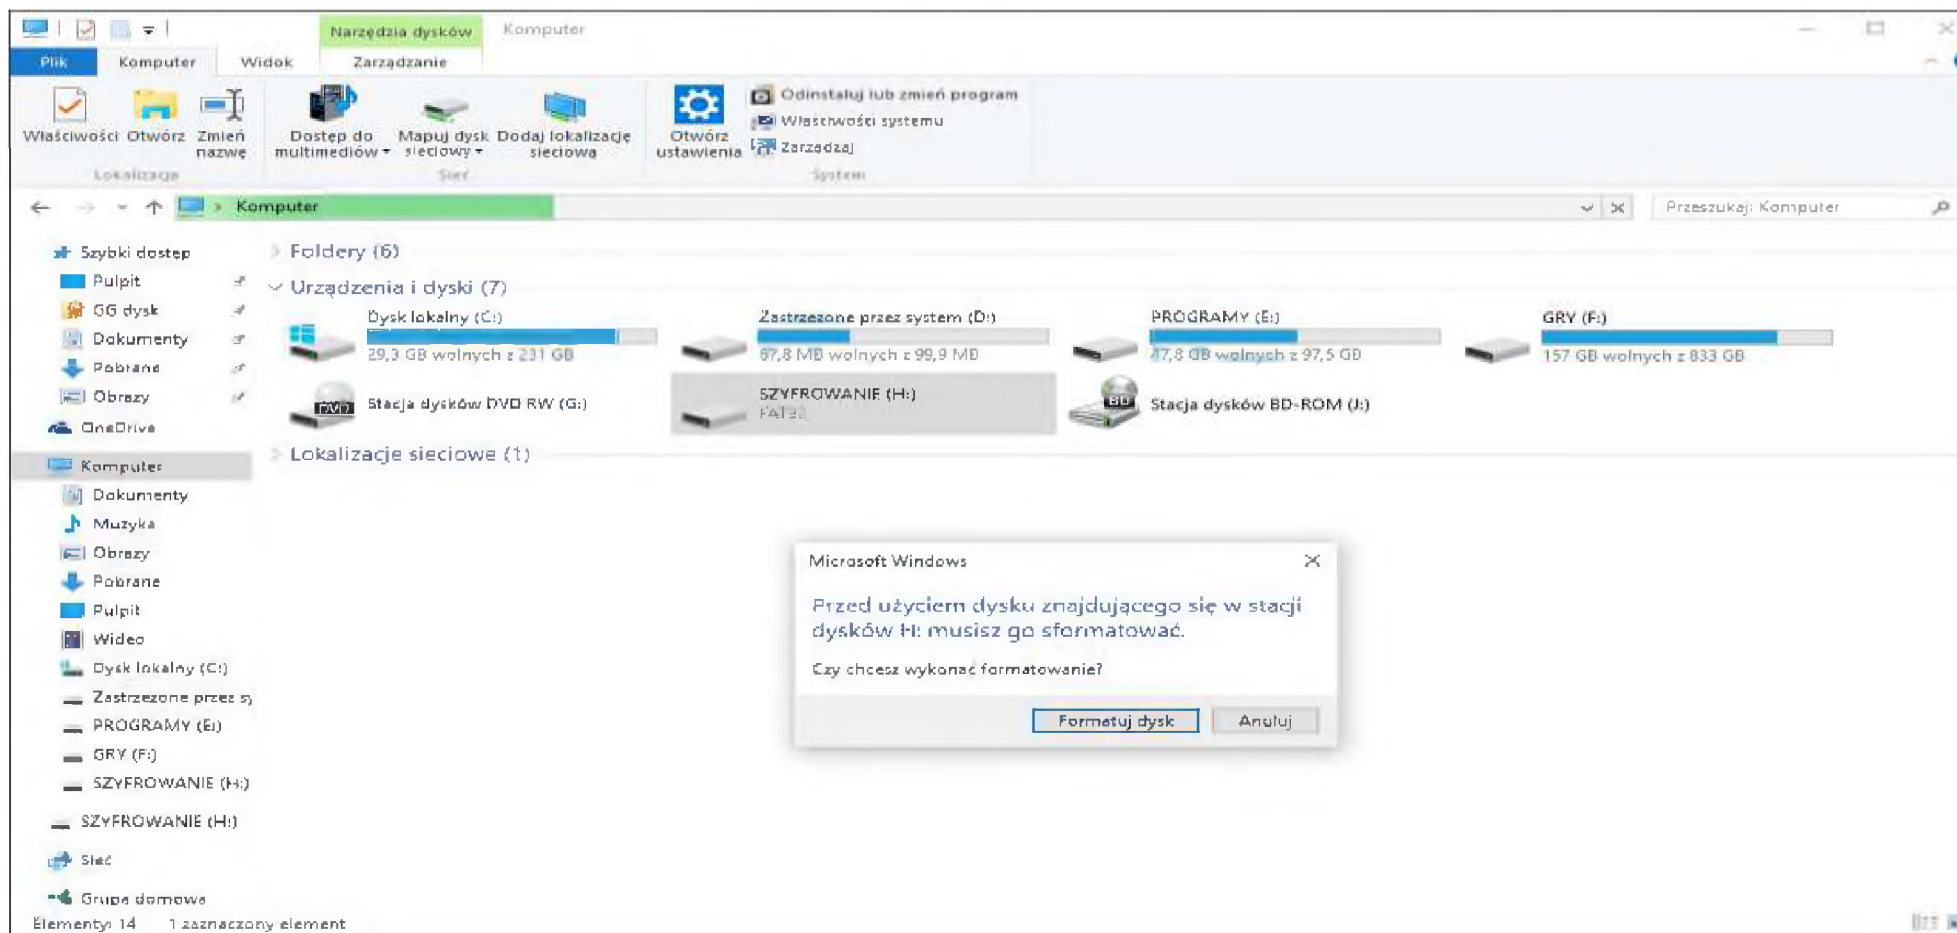 Narzędzia dysków Komputer
Plik Komputer Widok Zarządzanie
Właściwości Otwórz Zmień nazwę
Dostęp do multimediów Mapuj dysk sieciowy Dodaj lokalizację sieciową
Otwórz ustawienia
Odinstaluj lub zmień program
Właściwości systemu
Zarządzaj
Lokalizacja Sieć System
Komputer
Przeszukaj: Komputer
Szybki dostęp
Pulpit
GG dysk
Dokumenty
Pobrane
Obrazy
OneDrive
Komputer
Dokumenty
Muzyka
Obrazy
Pobrane
Pulpit
Wideo
Dysk lokalny (C:)
Zastrzeżone przez sy
PROGRAMY (E:)
GRY (F:)
SZYFROWANIE (H:)
SZYFROWANIE (H:)
Sieć
Grupa domowa
Foldery (6)
Urządzenia i dyski (7)
Dysk lokalny (C:)
29,3 GB wolnych z 231 GB
Zastrzeżone przez system (D:)
67,8 MB wolnych z 99,9 MB
PROGRAMY (E:)
47,8 GB wolnych z 97,5 GB
GRY (F:)
157 GB wolnych z 833 GB
DVD
Stacja dysków DVD RW (G:)
SZYFROWANIE (H:)
FAT32
BD
Stacja dysków BD-ROM (J:)
Lokalizacje sieciowe (1)
Microsoft Windows
Przed użyciem dysku znajdującego się w stacji
dysków H: musisz go sformatować.
Czy chcesz wykonać formatowanie?
Formatuj dysk Anuluj
Elementy: 14 1 zaznaczony element